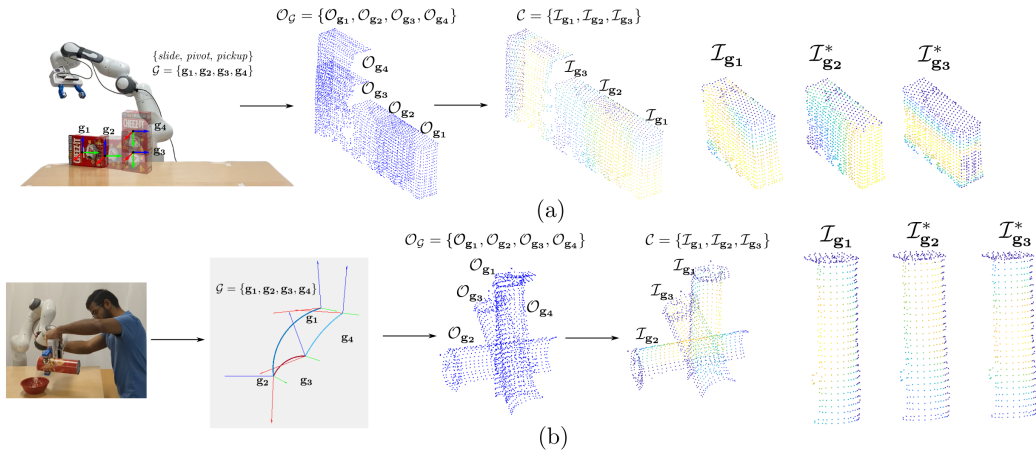 {slide, pivot, pickup}
𝒢 = {g₁, g₂, g₃, g₄}
g₁ g₂ g₄
g₃
CHEEZ-IT
𝒪_𝒢 = {𝒪_g₁, 𝒪_g₂, 𝒪_g₃, 𝒪_g₄}
𝒪_g₄
𝒪_g₃
𝒪_g₂
𝒪_g₁
𝒞 = {ℐ_g₁, ℐ_g₂, ℐ_g₃}
ℐ_g₃
ℐ_g₂
ℐ_g₁
ℐ_g₁ ℐ*_g₂ ℐ*_g₃
(a)
𝒢 = {g₁, g₂, g₃, g₄}
g₁
g₄
g₂ g₃
𝒪_𝒢 = {𝒪_g₁, 𝒪_g₂, 𝒪_g₃, 𝒪_g₄}
𝒪_g₁
𝒪_g₃
𝒪_g₄
𝒪_g₂
𝒞 = {ℐ_g₁, ℐ_g₂, ℐ_g₃}
ℐ_g₁
ℐ_g₃
ℐ_g₂
ℐ_g₁ ℐ*_g₂ ℐ*_g₃
(b)